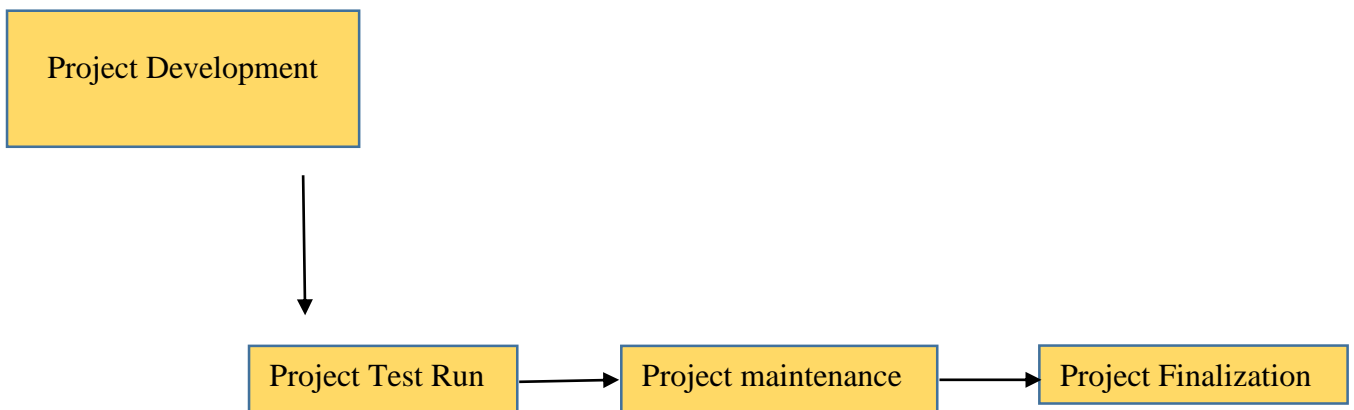 Project Development
Project Test Run
Project maintenance
Project Finalization